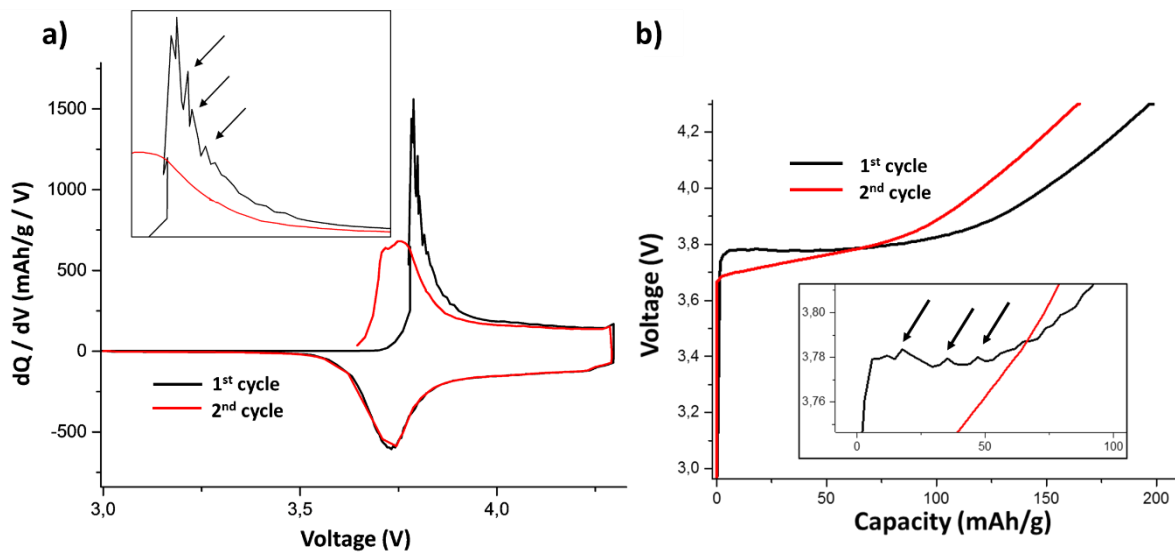 a)
dQ / dV (mAh/g / V)
1500
1000
500
0
-500
1st cycle
2nd cycle
3,0
3,5
4,0
Voltage (V)
b)
Voltage (V)
4,2
4,0
3,8
3,6
3,4
3,2
3,0
1st cycle
2nd cycle
3,80
3,78
3,76
0
50
100
0
50
100
150
200
Capacity (mAh/g)